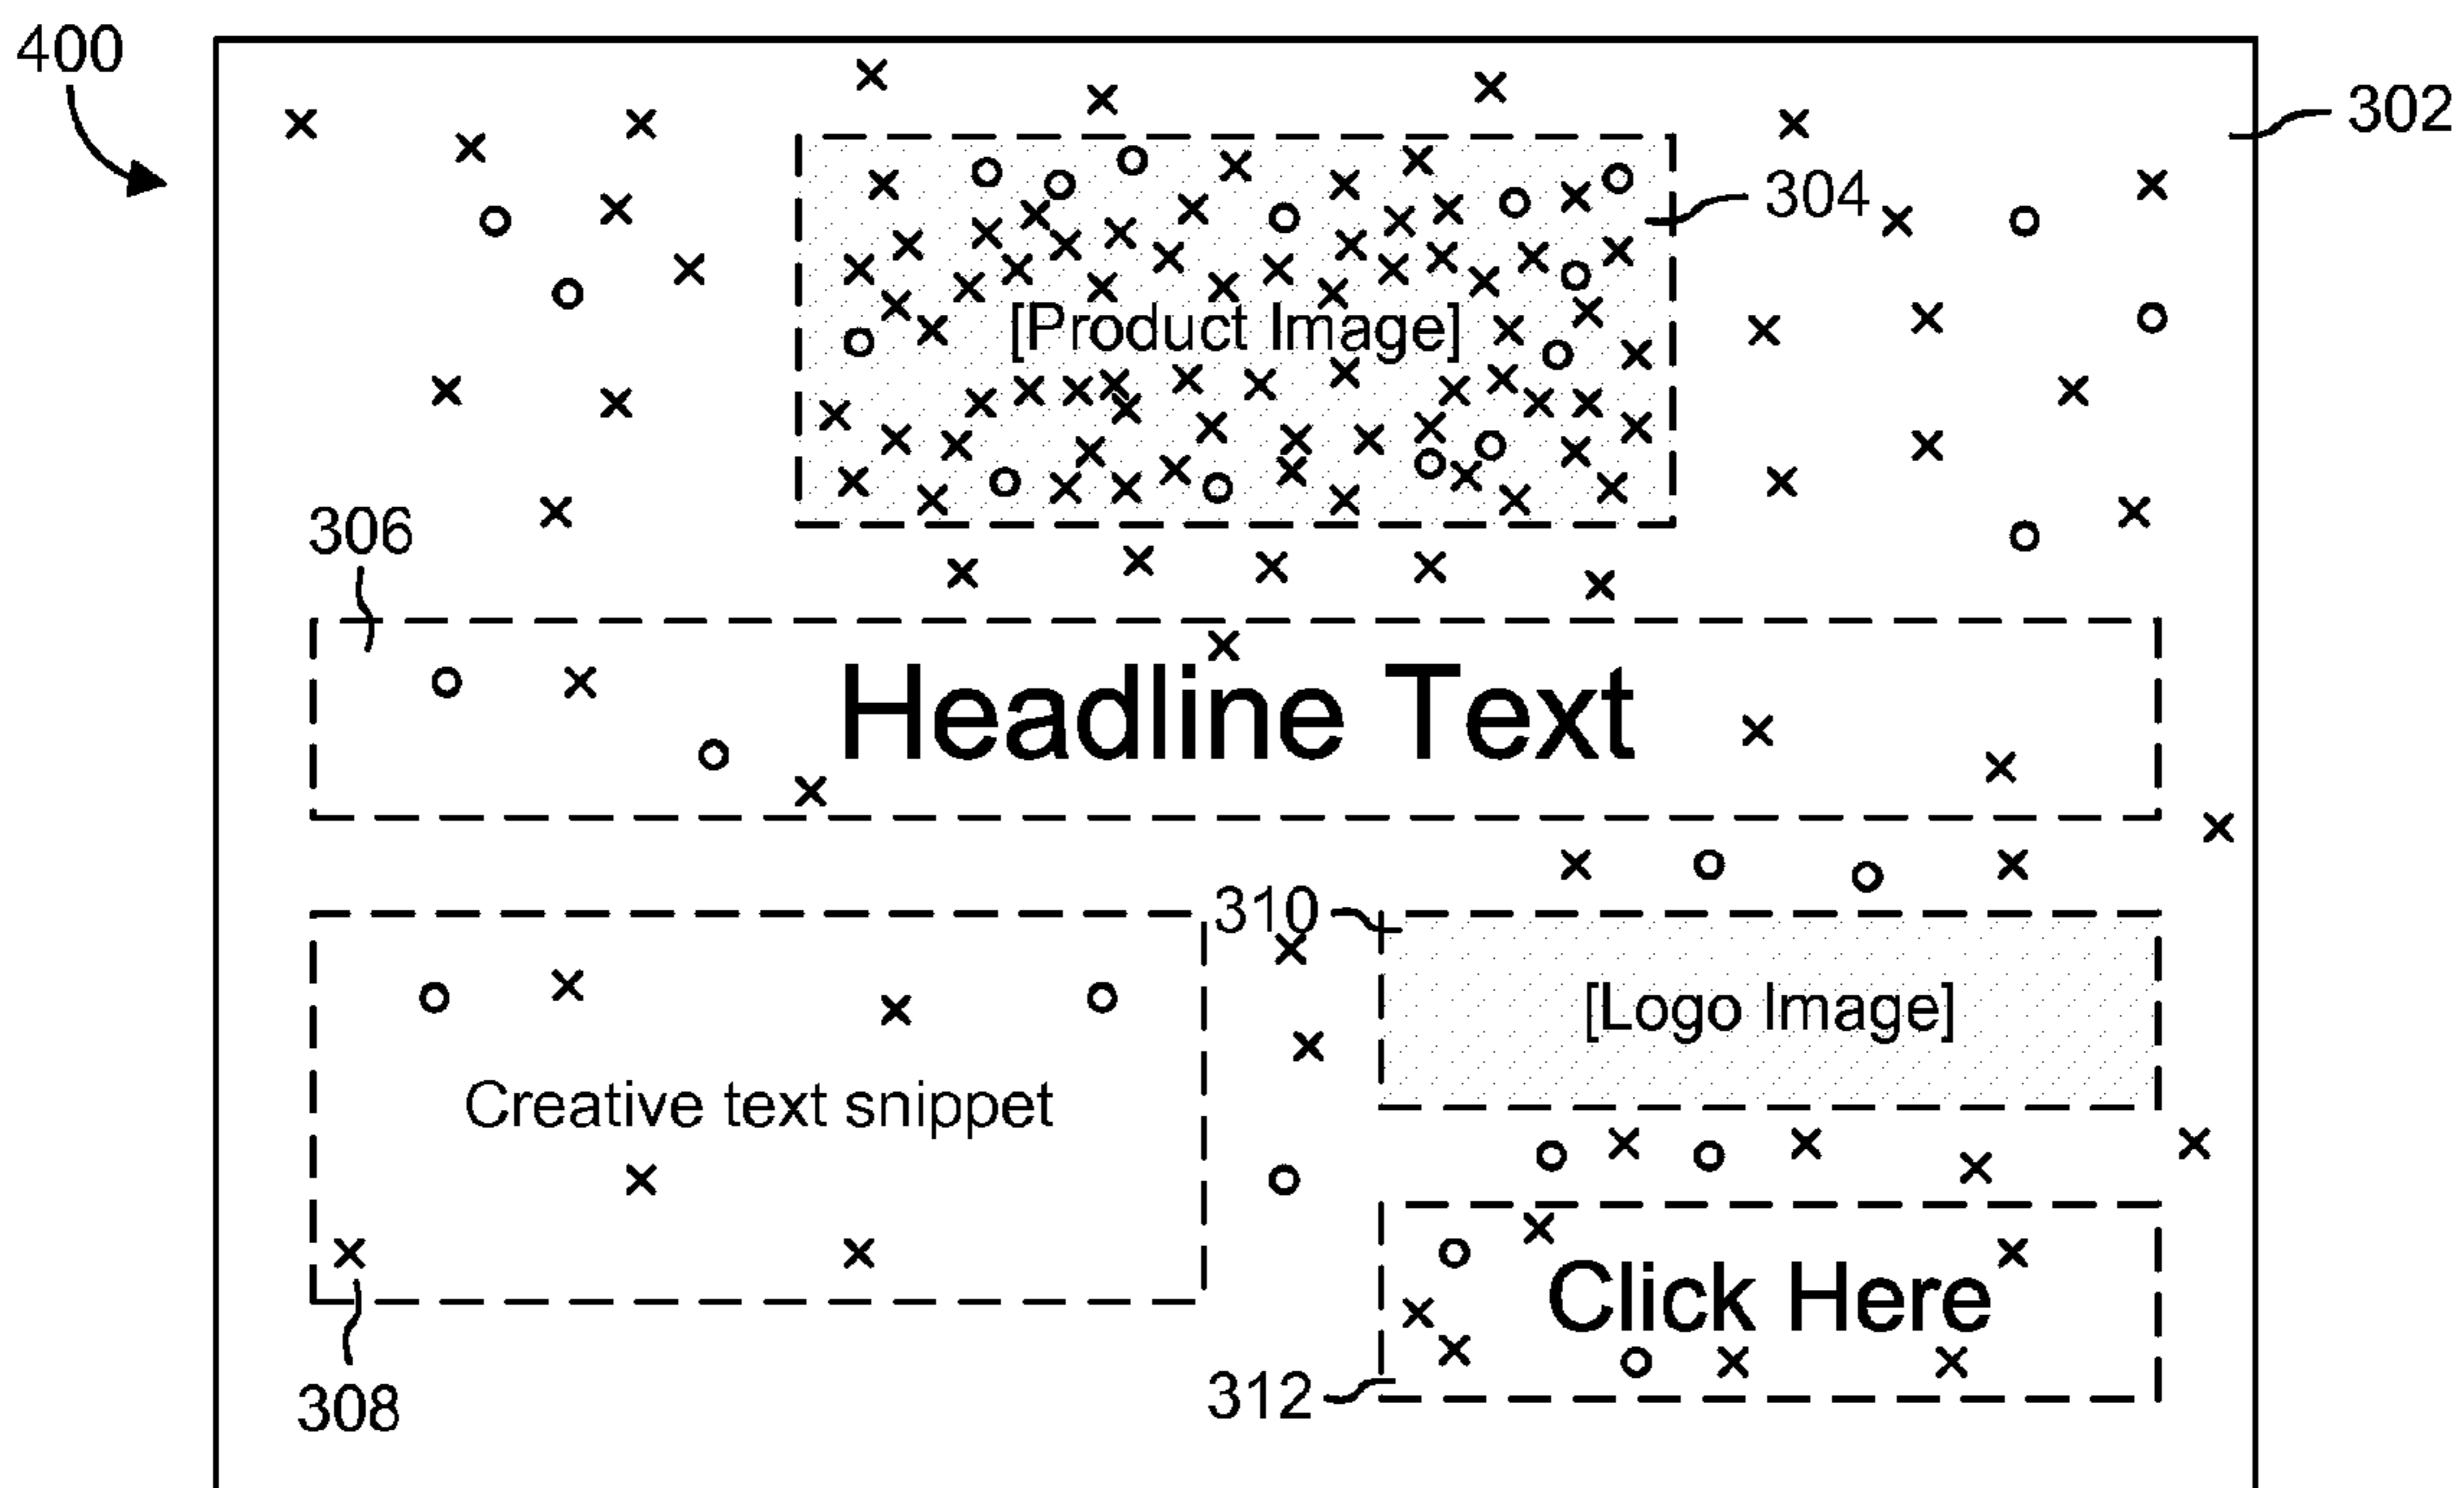 400
302
304
[Product Image]
306
Headline Text
310
[Logo Image]
Creative text snippet
Click Here
308
312